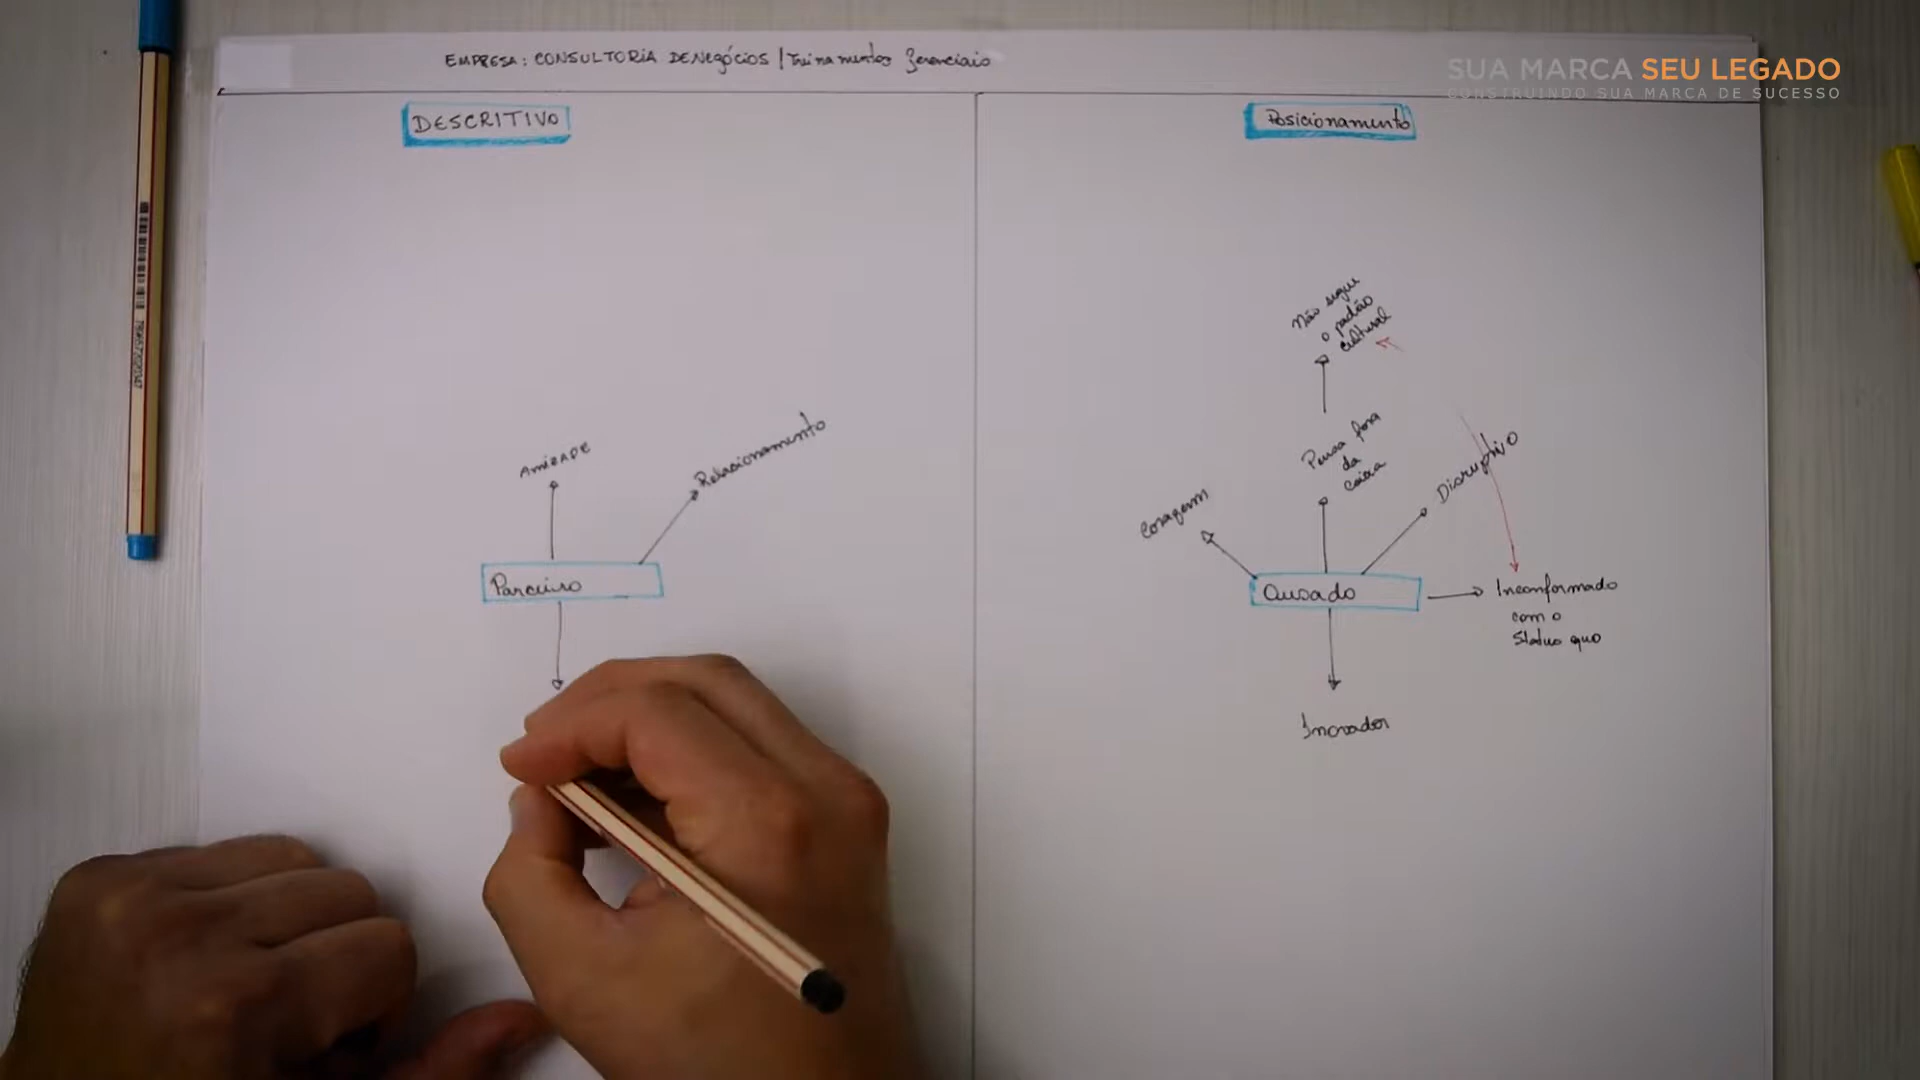 EMPRESA: CONSULTORIA DE NEGÓCIOS / Treinamentos Gerenciais
SUA MARCA SEU LEGADO
CONSTRUINDO SUA MARCA DE SUCESSO
DESCRITIVO
AMIZADE
Relacionamento
Parceiro
Posicionamento
Não segue
o padrão
cultural
Pensa fora
da
caixa
Coragem
Disruptivo
Ousado
Inconformado
com o
Status quo
Inovador